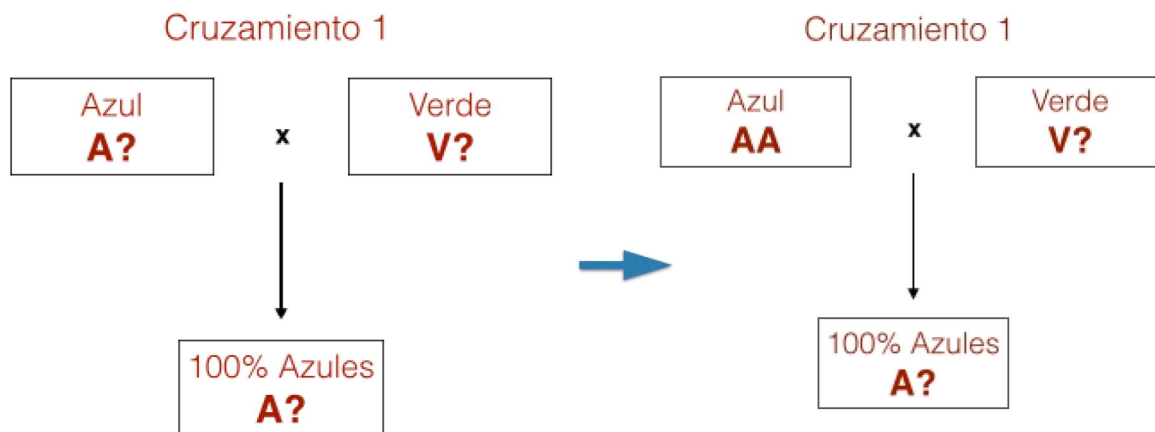 Cruzamiento 1
Azul
A?
x
Verde
V?
100% Azules
A?
Cruzamiento 1
Azul
AA
x
Verde
V?
100% Azules
A?